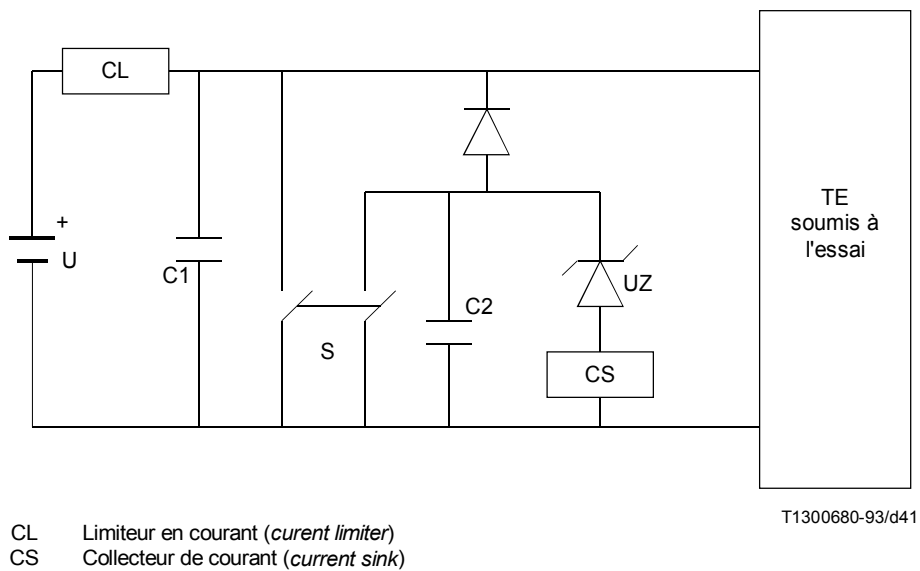 CL
TE
soumis à
l'essai
+
U
C1
UZ
C2
S
CS
T1300680-93/d41
CL Limiteur en courant (curent limiter)
CS Collecteur de courant (current sink)